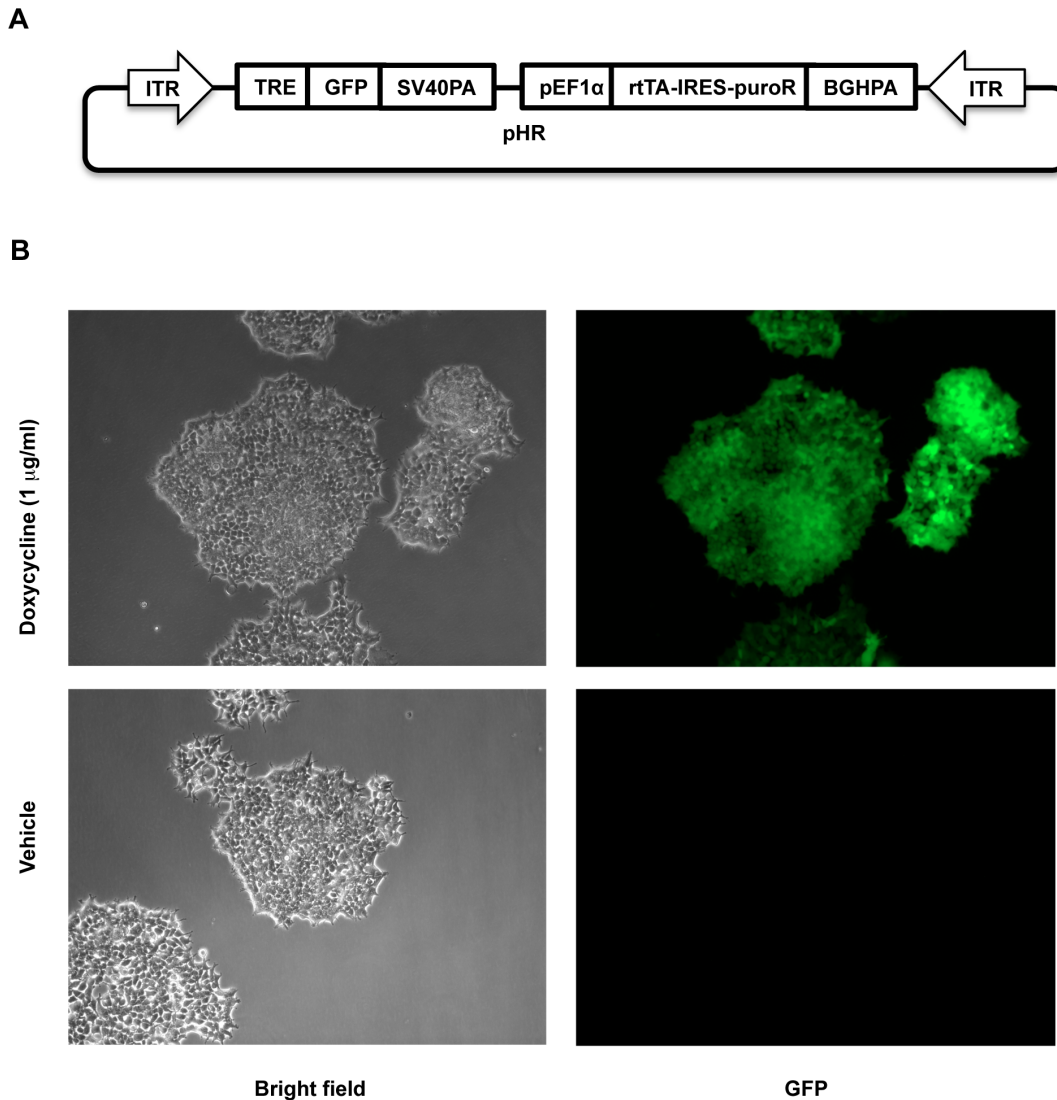 A
ITR TRE GFP SV40PA pEF1α rtTA-IRES-puroR BGHPA ITR
pHR
B
Doxycycline (1 μg/ml)
Vehicle
Bright field GFP